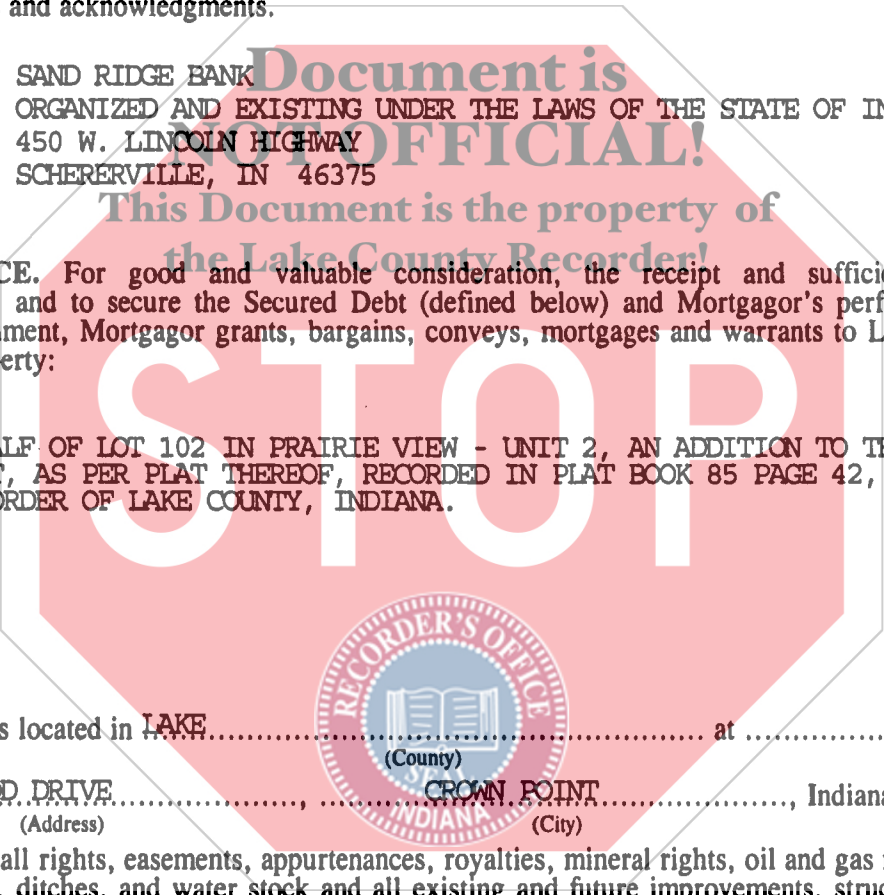 and acknowledgments.
Document is
SAND RIDGE BANK
ORGANIZED AND EXISTING UNDER THE LAWS OF THE STATE OF IN
NOT OFFICIAL!
450 W. LINCOLN HIGHWAY
SCHERERVILLE, IN 46375
This Document is the property of
the Lake County Recorder!
CE. For good and valuable consideration, the receipt and suffici
and to secure the Secured Debt (defined below) and Mortgagor's perf
ment, Mortgagor grants, bargains, conveys, mortgages and warrants to L
erty:
STOP
ALF OF LOT 102 IN PRAIRIE VIEW - UNIT 2, AN ADDITION TO TH
, AS PER PLAT THEREOF, RECORDED IN PLAT BOOK 85 PAGE 42,
ORDER OF LAKE COUNTY, INDIANA.
RECORDER'S OFFICE
SEAL
INDIANA
s located in LAKE at
(County)
OD DRIVE, CROWN POINT, Indiana
(Address) (City)
all rights, easements, appurtenances, royalties, mineral rights, oil and gas
ditches, and water stock and all existing and future improvements, stru